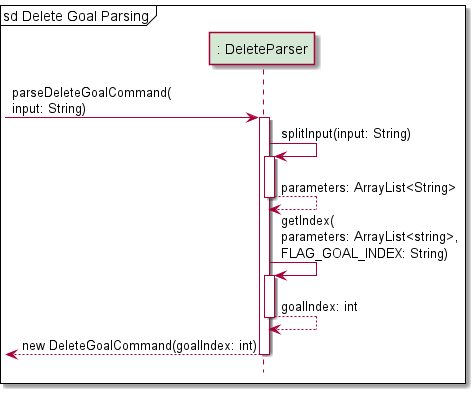 sd Delete Goal Parsing
: DeleteParser
parseDeleteGoalCommand(
input: String)
splitInput(input: String)
parameters: ArrayList<String>
getIndex(
parameters: ArrayList<string>,
FLAG_GOAL_INDEX: String)
goalIndex: int
new DeleteGoalCommand(goalIndex: int)